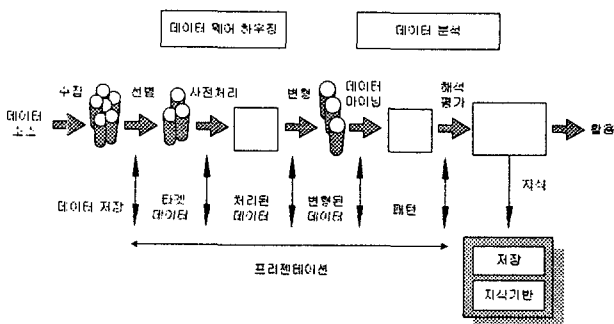 데이터 웨어 하우징
데이터 분석
수집
선별
사전처리
변형
데이터
마이닝
해석
평가
데이터
소스
활용
지식
데이터 저장
타겟
데이터
처리된
데이터
변형된
데이터
패턴
프리젠테이션
저장
지식기반